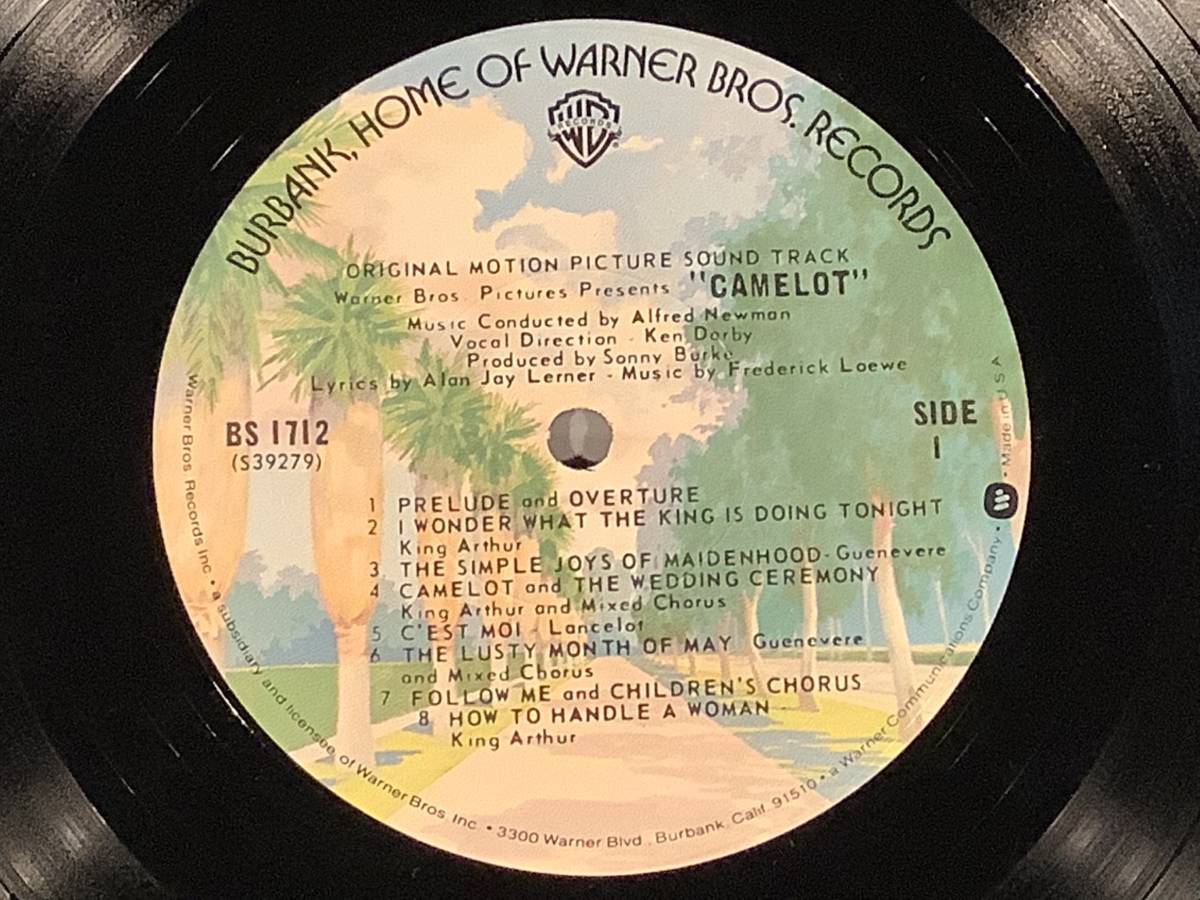 BURBANK, HOME OF WARNER BROS. RECORDS
RECORDS
ORIGINAL MOTION PICTURE SOUND TRACK
Warner Bros. Pictures Presents "CAMELOT"
Music Conducted by Alfred Newman
Vocal Direction - Ken Darby
Produced by Sonny Burke
Lyrics by Alan Jay Lerner - Music by Frederick Loewe
BS 1712
(S39279)
SIDE
1
1 PRELUDE and OVERTURE
2 I WONDER WHAT THE KING IS DOING TONIGHT
King Arthur
3 THE SIMPLE JOYS OF MAIDENHOOD - Guenevere
4 CAMELOT and THE WEDDING CEREMONY
King Arthur and Mixed Chorus
5 C'EST MOI - Lancelot
6 THE LUSTY MONTH OF MAY Guenevere
and Mixed Chorus
7 FOLLOW ME and CHILDREN'S CHORUS
8 HOW TO HANDLE A WOMAN
King Arthur
Warner Bros. Records Inc. • a subsidiary and licensee of Warner Bros. Inc. • 3300 Warner Blvd., Burbank, Calif. 91510 • a Warner Communications Company • Made in U S A